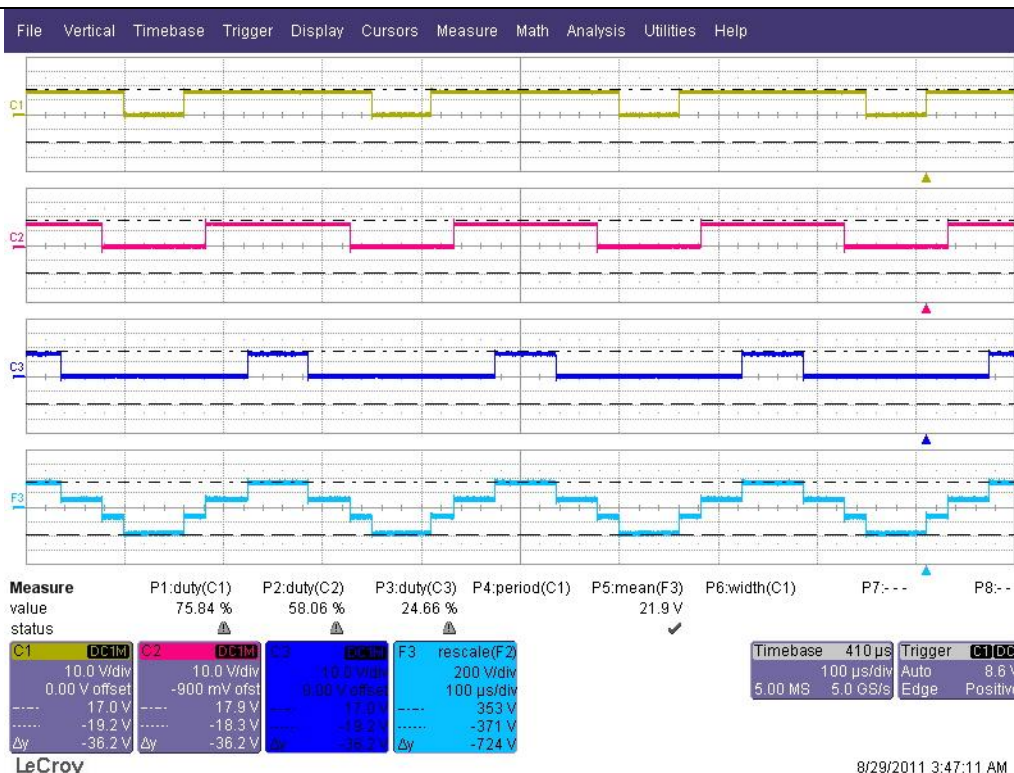 File Vertical Timebase Trigger Display Cursors Measure Math Analysis Utilities Help
C1
C2
C3
F3
Measure P1:duty(C1) P2:duty(C2) P3:duty(C3) P4:period(C1) P5:mean(F3) P6:width(C1) P7:- - - P8:- -
value 75.84 % 58.06 % 24.66 % 21.9 V
status
C1 DC1M C2 DC1M C3 DC1M F3 rescale(F2) Timebase 410 µs Trigger C1 DC
10.0 V/div 10.0 V/div 10.0 V/div 200 V/div 100 µs/div Auto 8.6 V
0.00 V offset -900 mV ofst 0.00 V offset 100 µs/div 5.00 MS 5.0 GS/s Edge Positive
17.0 V 17.9 V 17.0 V 353 V
-19.2 V -18.3 V -19.2 V -371 V
Δy -36.2 V Δy -36.2 V Δy -36.2 V Δy -724 V
LeCroy 8/29/2011 3:47:11 AM